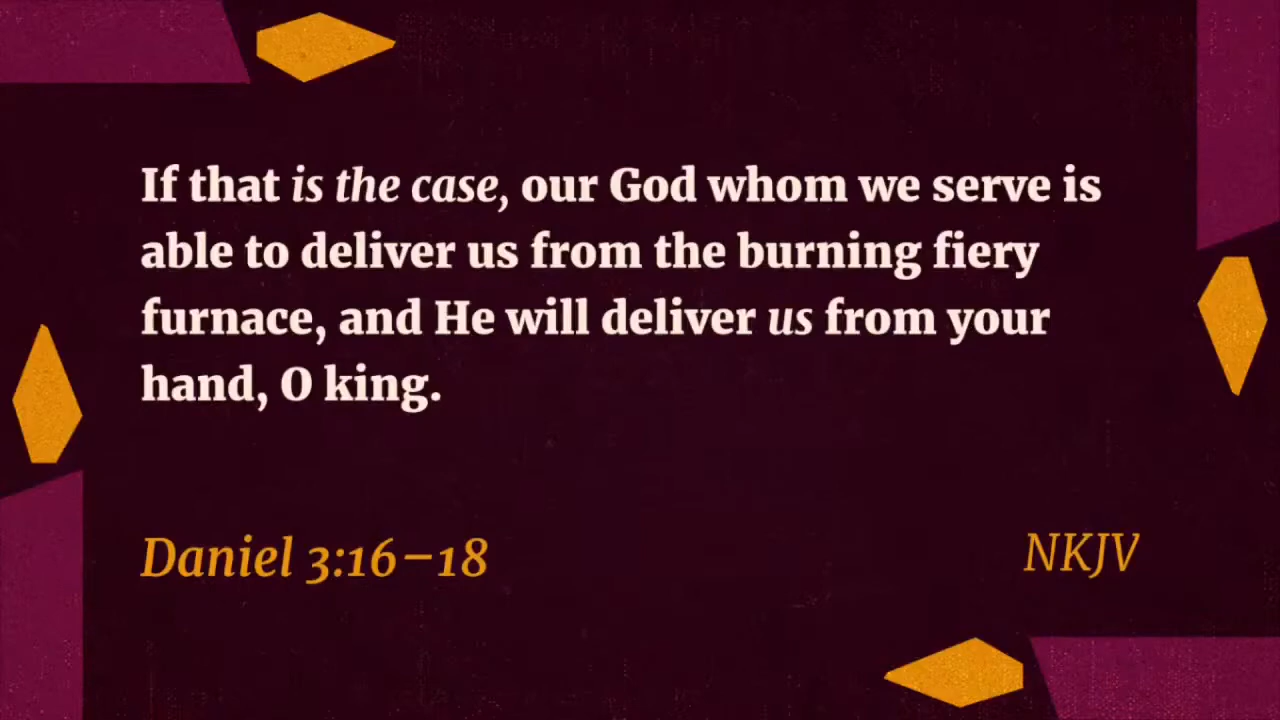 If that is the case, our God whom we serve is
able to deliver us from the burning fiery
furnace, and He will deliver us from your
hand, O king.
Daniel 3:16–18
NKJV